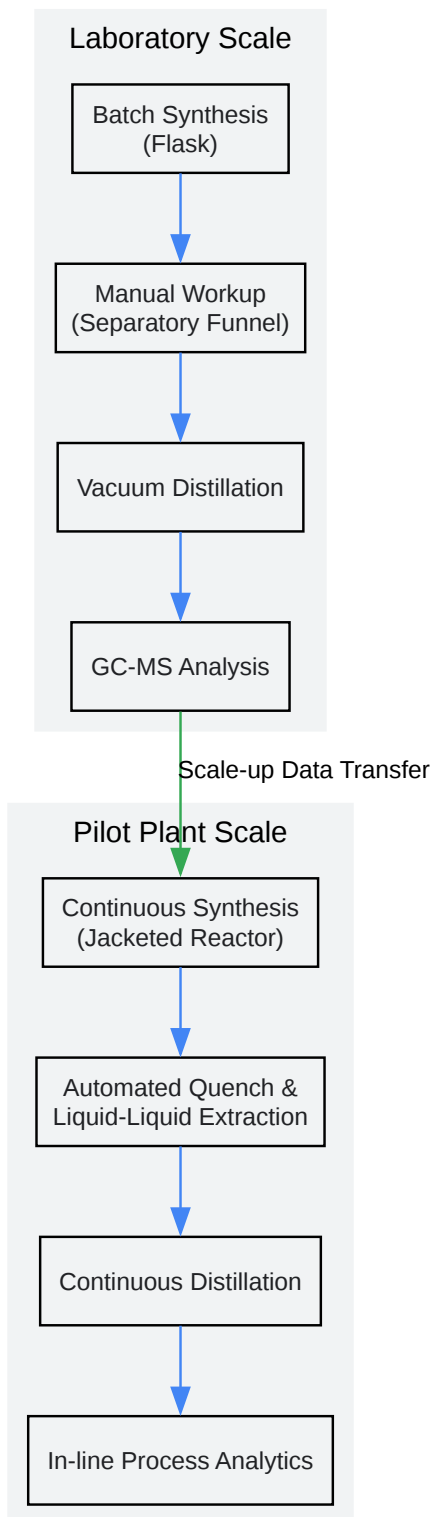 Laboratory Scale
Batch Synthesis
(Flask)
Manual Workup
(Separatory Funnel)
Vacuum Distillation
GC-MS Analysis
Scale-up Data Transfer
Pilot Plant Scale
Continuous Synthesis
(Jacketed Reactor)
Automated Quench &
Liquid-Liquid Extraction
Continuous Distillation
In-line Process Analytics